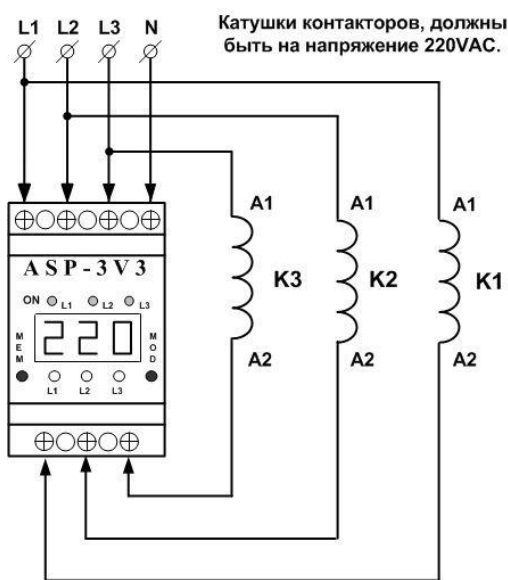 Катушки контакторов, должны
быть на напряжение 220VAC.
L1 L2 L3 N
A1 A1 A1
K3 K2 K1
A2 A2 A2
ASP-3V3
ON L1 L2 L3
220
MEM MOD
L1 L2 L3